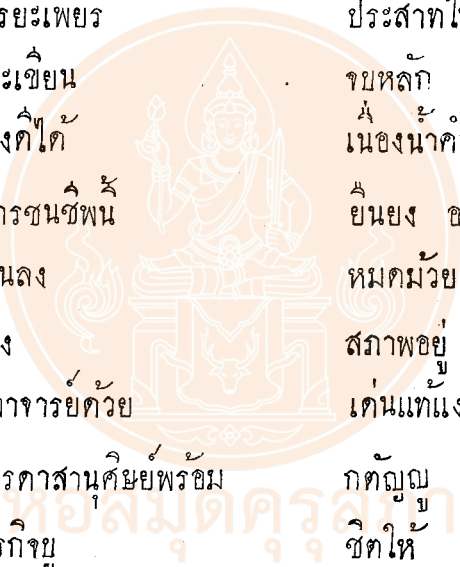 รยะเพยร ประสาทใ
ะเขียน จบหลัก
งคีได้ เนื่องน้ำค
ารชนชีพนี้ ยืนยง อ
นลง หมดม้วย
ง สภาพอยู่
าจารย์ด้วย เด่นแท้แง
รดาสานุศิษย์พร้อม กตัญญู
รกิจยู ชิตให้
หอสมุดคุรุสภา